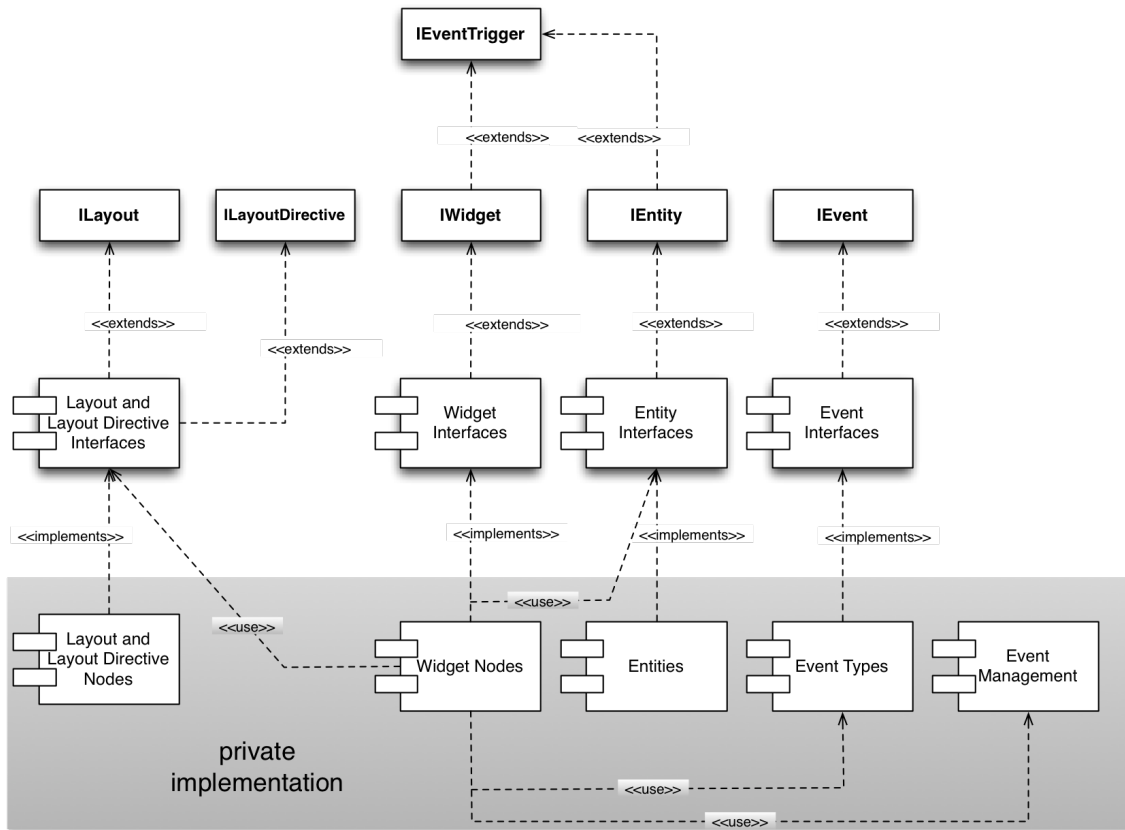 IEventTrigger
<<extends>>
<<extends>>
ILayout
ILayoutDirective
IWidget
IEntity
IEvent
<<extends>>
<<extends>>
<<extends>>
<<extends>>
<<extends>>
Layout and
Layout Directive
Interfaces
Widget
Interfaces
Entity
Interfaces
Event
Interfaces
<<implements>>
<<implements>>
<<implements>>
<<implements>>
<<use>>
<<use>>
Layout and
Layout Directive
Nodes
Widget Nodes
Entities
Event Types
Event
Management
private
implementation
<<use>>
<<use>>